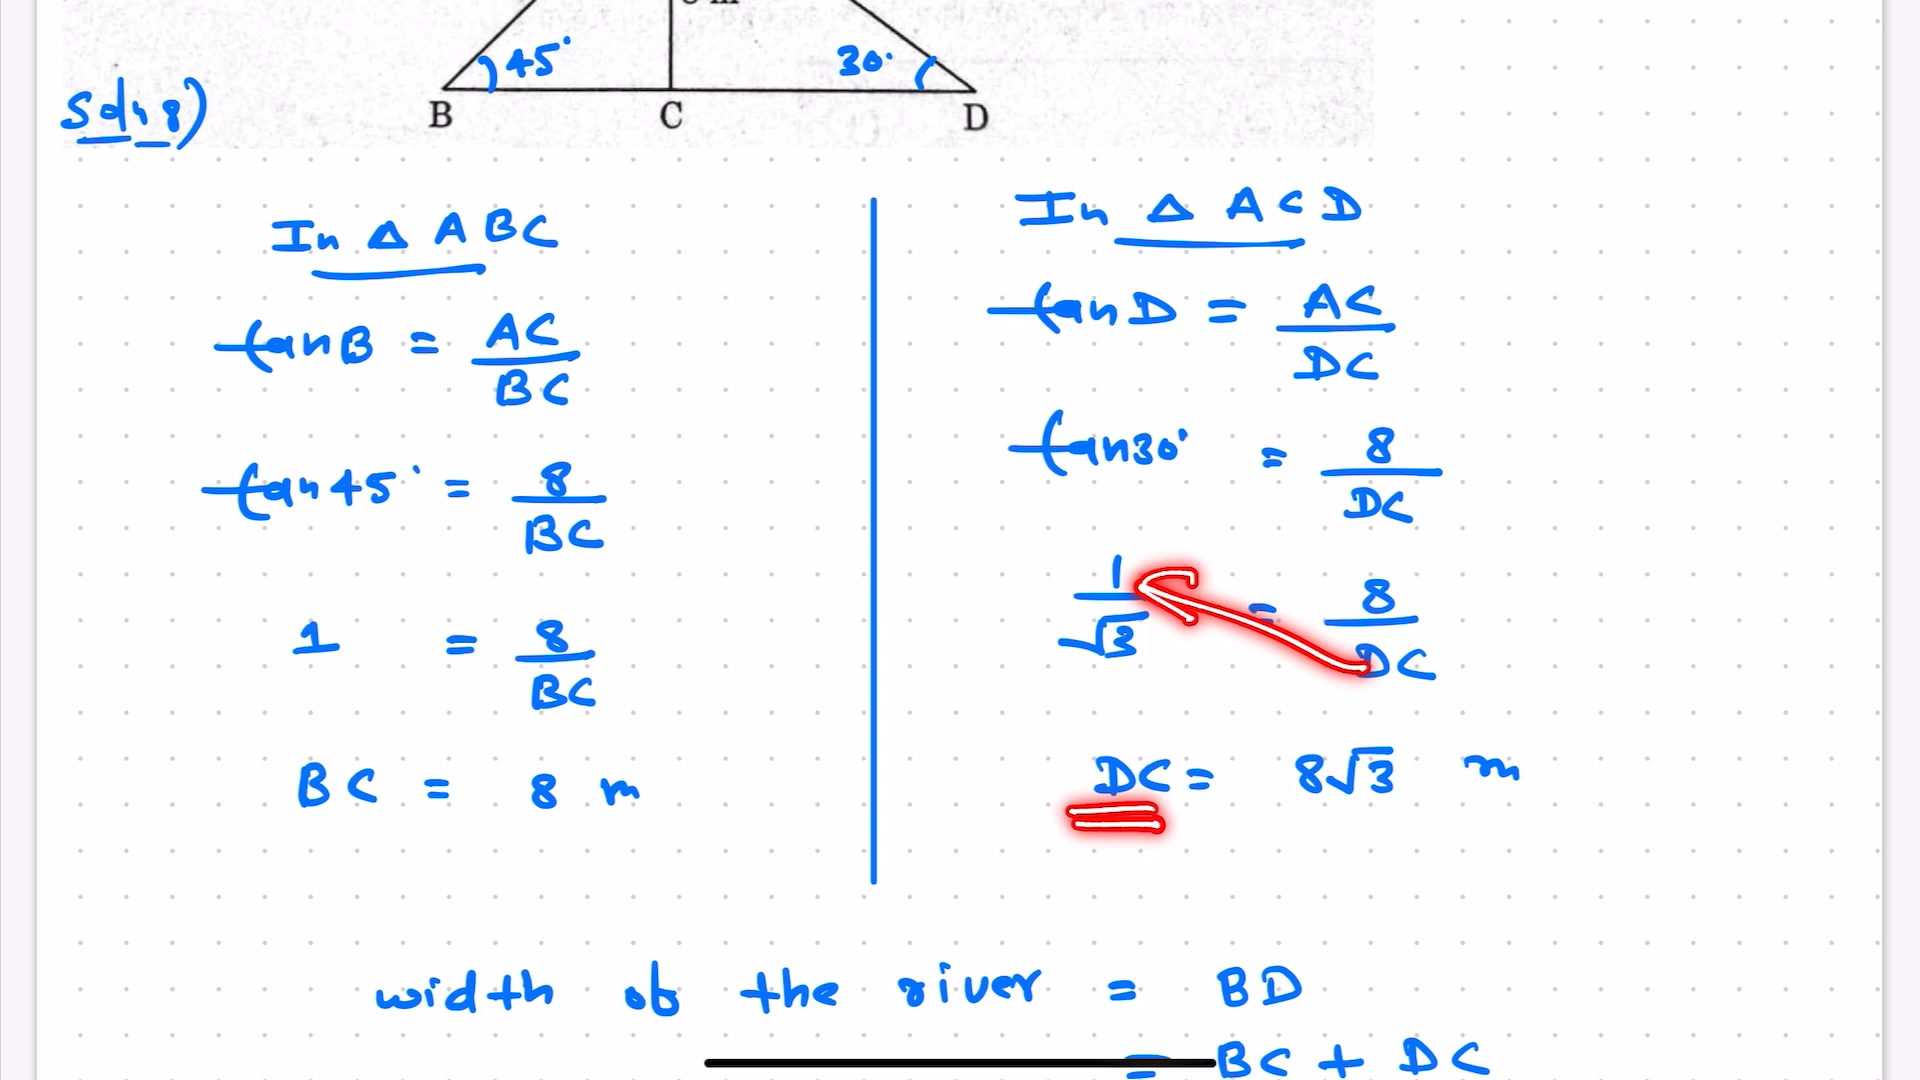 45°
30°
B
C
D
Soln 8)
In Δ ABC
tanB = AC/BC
tan45° = 8/BC
1 = 8/BC
BC = 8 m
In Δ ACD
tanD = AC/DC
tan30° = 8/DC
1/√3 = 8/DC
DC = 8√3 m
width of the river = BD
= BC + DC